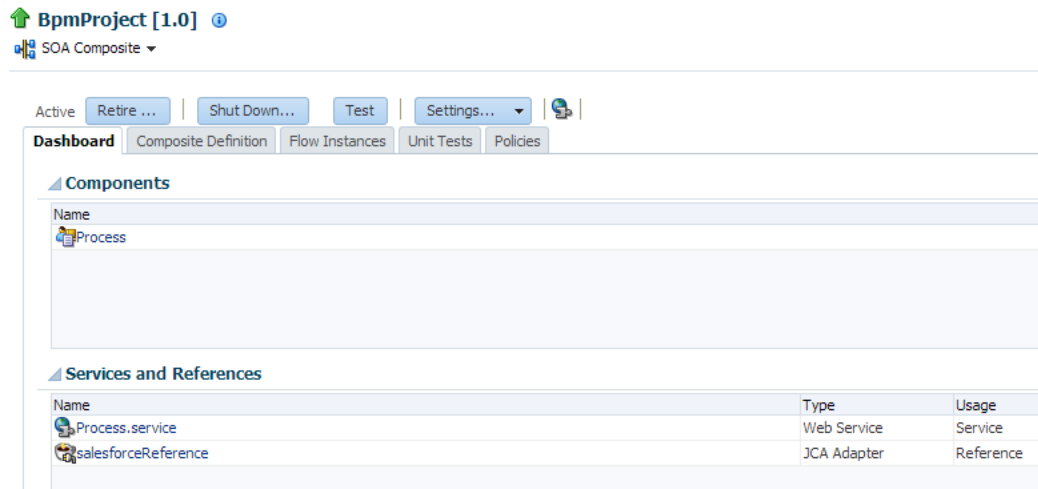 BpmProject [1.0]
SOA Composite
Active Retire ... Shut Down... Test Settings...
Dashboard Composite Definition Flow Instances Unit Tests Policies
Components
Name
Process
Services and References
Name Type Usage
Process.service Web Service Service
salesforceReference JCA Adapter Reference